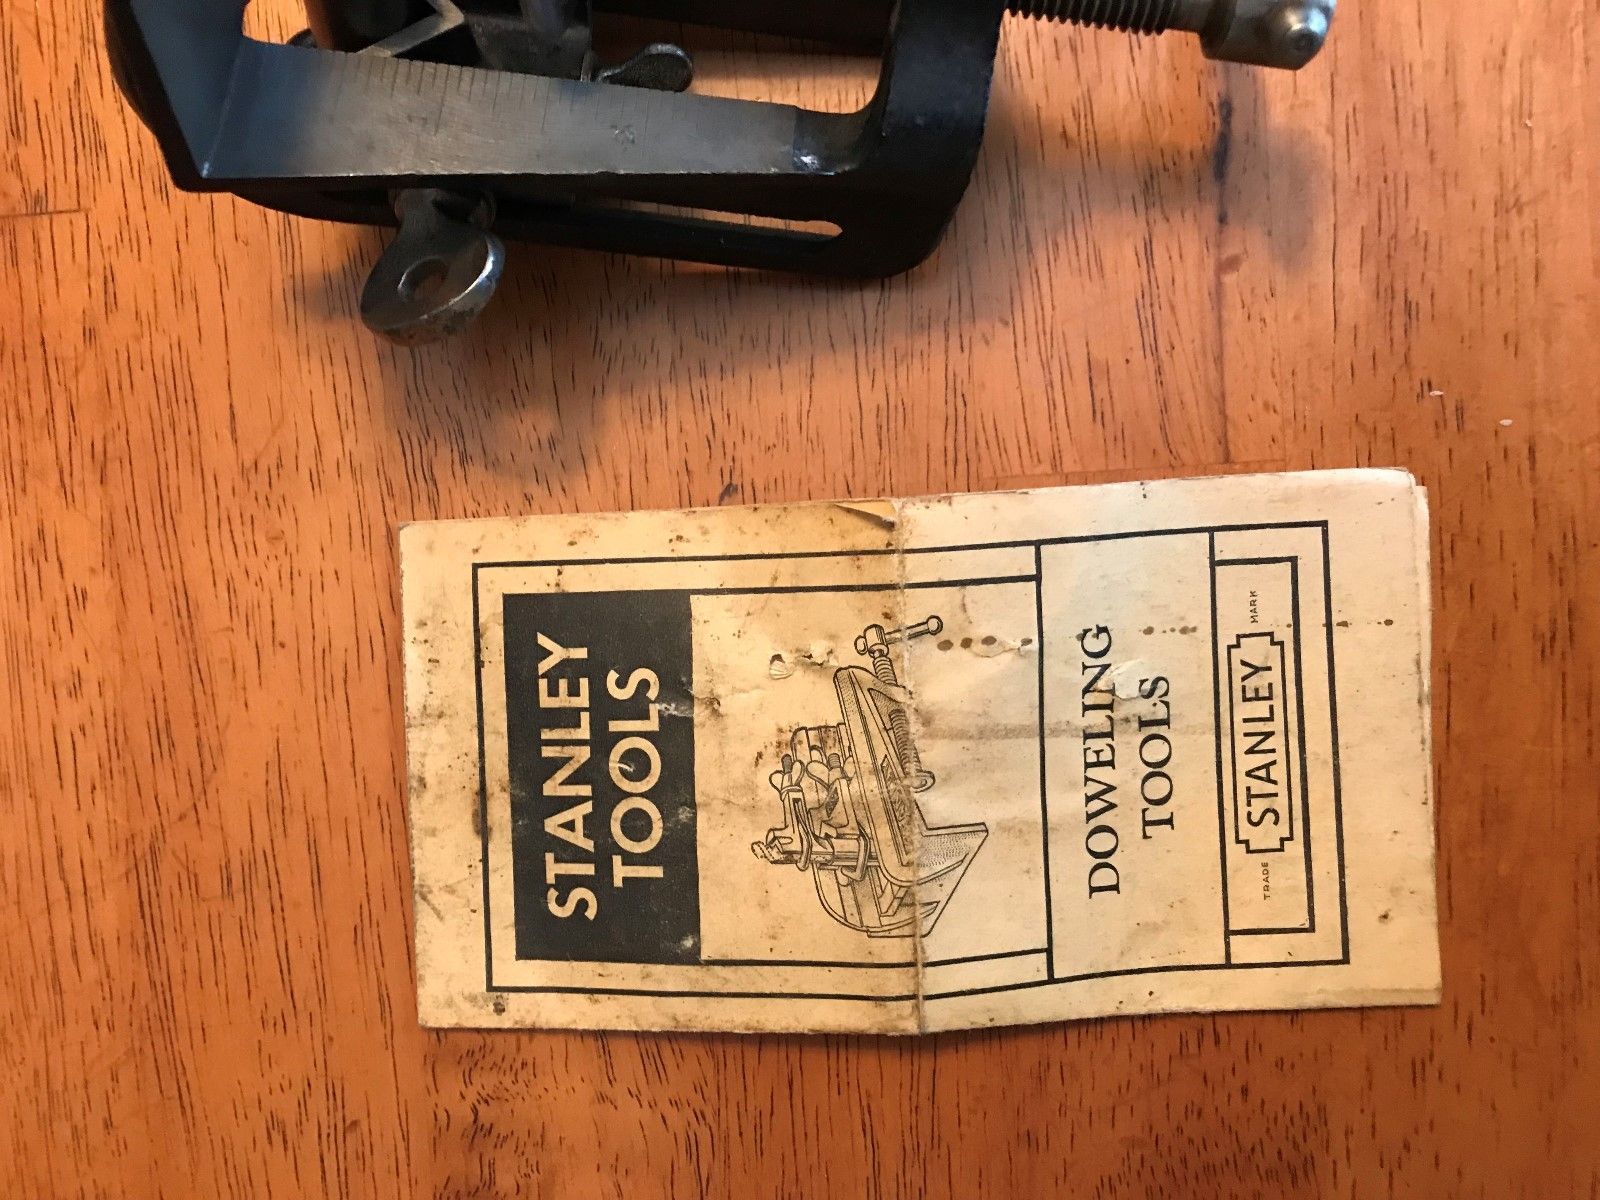 STANLEY
TOOLS
DOWELING
TOOLS
TRADE
STANLEY
MARK